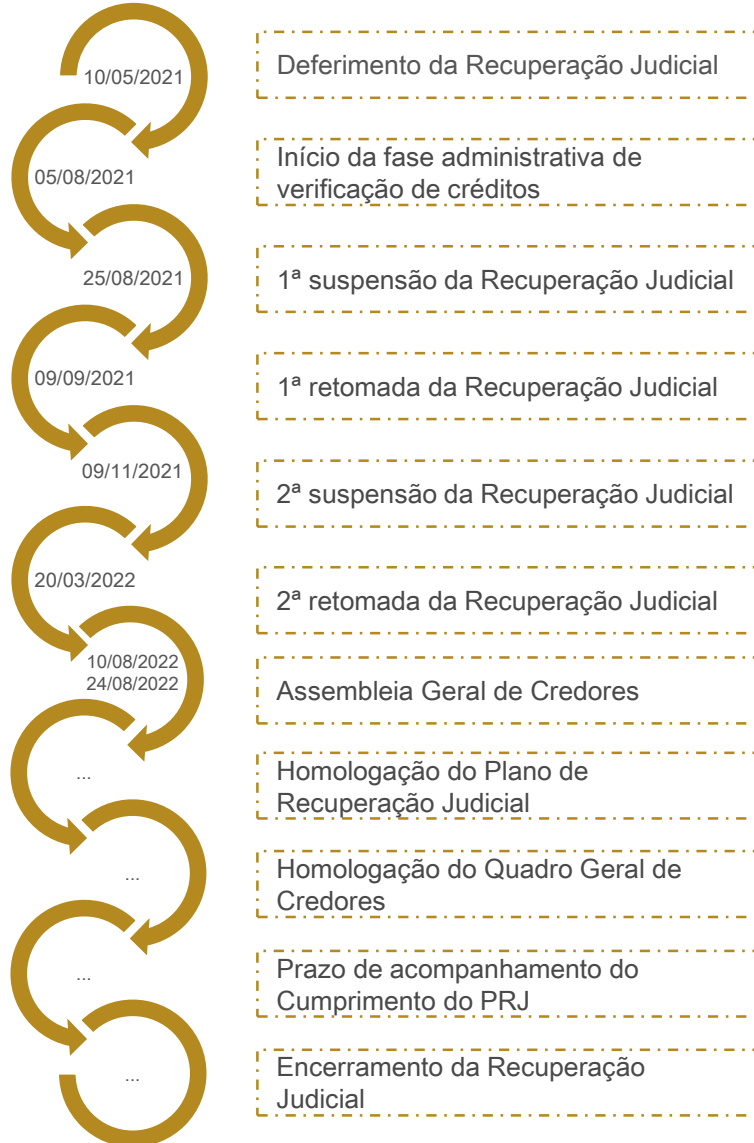 10/05/2021
Deferimento da Recuperação Judicial
05/08/2021
Início da fase administrativa de
verificação de créditos
25/08/2021
1ª suspensão da Recuperação Judicial
09/09/2021
1ª retomada da Recuperação Judicial
09/11/2021
2ª suspensão da Recuperação Judicial
20/03/2022
2ª retomada da Recuperação Judicial
10/08/2022
24/08/2022
Assembleia Geral de Credores
...
Homologação do Plano de
Recuperação Judicial
...
Homologação do Quadro Geral de
Credores
...
Prazo de acompanhamento do
Cumprimento do PRJ
...
Encerramento da Recuperação
Judicial